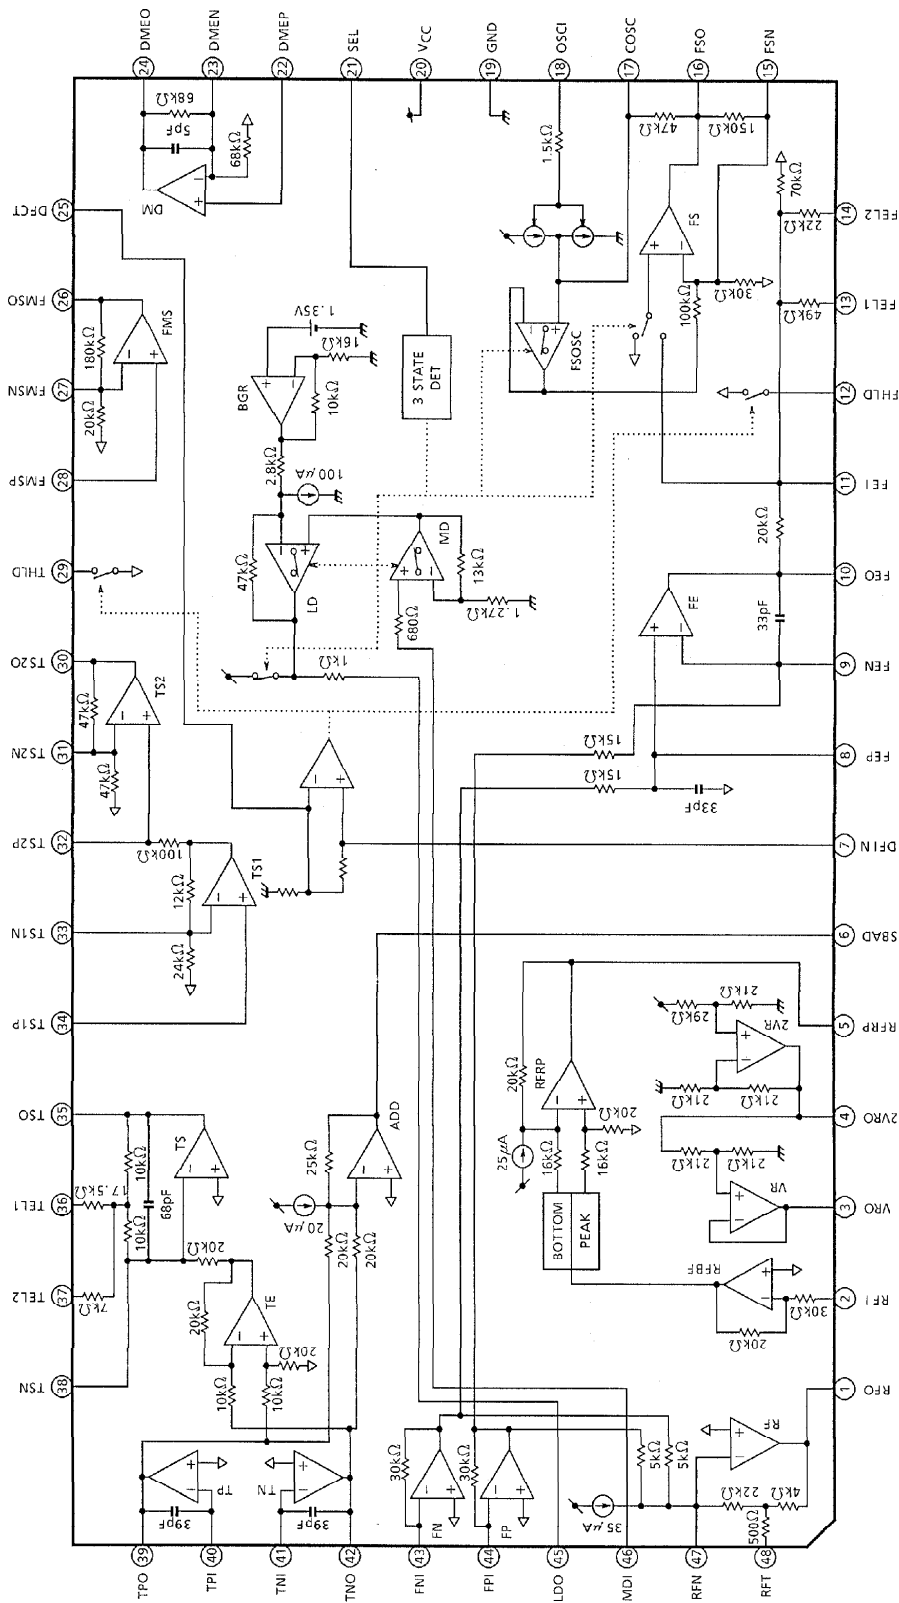 24 DMEO
23 DMEN
22 DMEP
21 SEL
20 VCC
19 GND
18 OSCI
17 COSC
16 FSO
15 FSN
68kΩ
5pF
68kΩ
DM
−
+
DFCT 25
FMSO 26
FMSN 27
FMSP 28
THLD 29
TS2O 30
TS2N 31
TS2P 32
TS1N 33
TS1P 34
TSO 35
TEL1 36
TEL2 37
TSN 38
180kΩ
20kΩ
FMS
−
+
1.35V
16kΩ
BGR
+
−
10kΩ
2.8kΩ
100μA
3 STATE
DET
1.5kΩ
FSOSC
−
+
47kΩ
150kΩ
FS
+
−
100kΩ
30kΩ
70kΩ
22kΩ
49kΩ
14 FEL2
13 FEL1
12 FHLD
11 FEI
10 FEO
9 FEN
8 FEP
7 DFIN
6 SBAD
5 RFRP
4 2VRO
3 VRO
2 RFI
1 RFO
47kΩ
LD
−
+
MD
+
−
680Ω
13kΩ
1.27kΩ
1kΩ
20kΩ
33pF
FE
+
−
15kΩ
15kΩ
33pF
47kΩ
47kΩ
TS2
−
+
100kΩ
12kΩ
24kΩ
TS1
−
+
−
+
17.5kΩ
7kΩ
10kΩ
10kΩ
68pF
TS
−
+
20kΩ
20kΩ
TE
−
+
10kΩ
10kΩ
20kΩ
25kΩ
20μA
20kΩ
20kΩ
ADD
−
+
20kΩ
RFRP
−
+
25μA
16kΩ
16kΩ
20kΩ
BOTTOM
PEAK
29kΩ
21kΩ
2VR
+
−
21kΩ
21kΩ
21kΩ
21kΩ
VR
+
−
RFBF
+
−
20kΩ
30kΩ
39pF
TP
+
−
39pF
TN
+
−
30kΩ
FN
−
+
30kΩ
FP
−
+
35μA
5kΩ
5kΩ
RF
+
−
22kΩ
4kΩ
500Ω
TPO 39
TPI 40
TNI 41
TNO 42
FNI 43
FPI 44
LDO 45
MDI 46
RFN 47
RFT 48